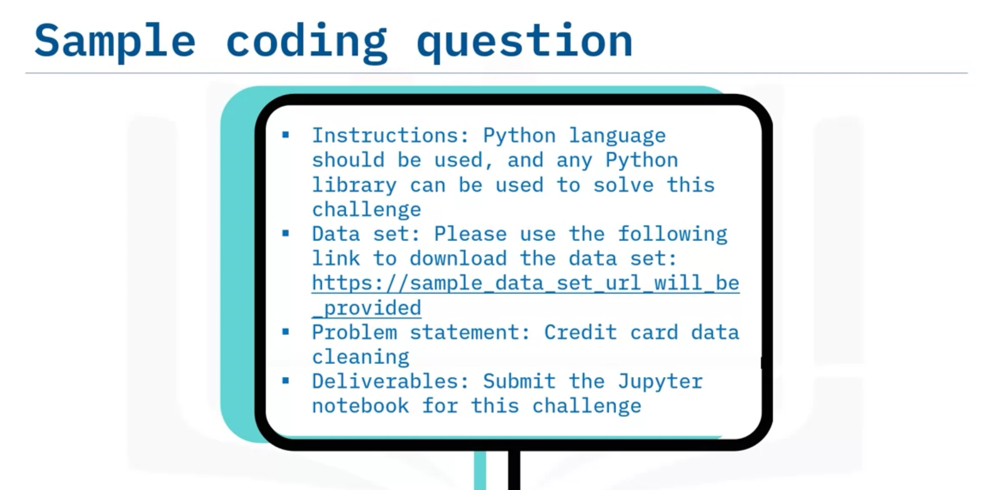 Sample coding question
▪ Instructions: Python language
should be used, and any Python
library can be used to solve this
challenge
▪ Data set: Please use the following
link to download the data set:
https://sample_data_set_url_will_be
_provided
▪ Problem statement: Credit card data
cleaning
▪ Deliverables: Submit the Jupyter
notebook for this challenge